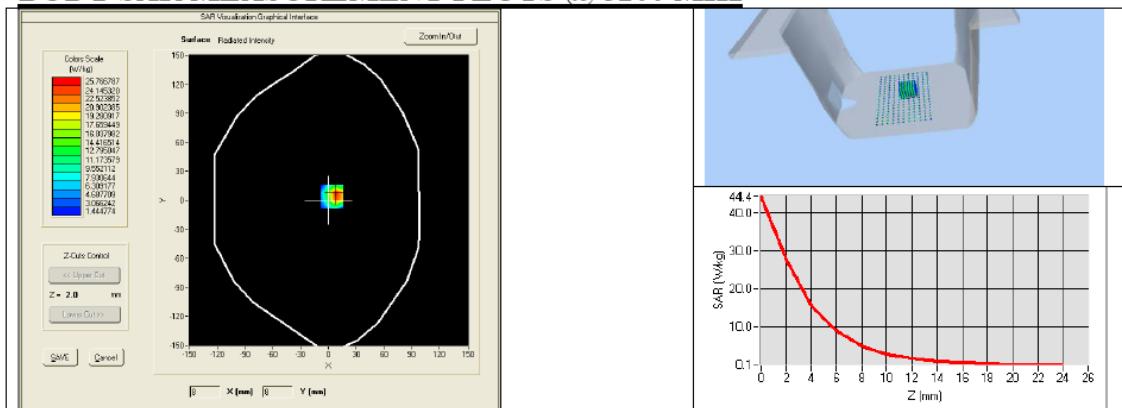 SAR Visualisation Graphical Interface
Surface Radiated Intensity
Zoom In/Out
Colors Scale
(W/kg)
25.766787
24.145320
22.523852
20.902385
19.280917
17.659449
16.037982
14.416514
12.795047
11.173579
9.552112
7.930644
6.309177
4.687709
3.066242
1.444774
Z-Cuts Control
<< Upper Cut
Z = 2.0 mm
Lower Cut >>
SAVE Cancel
150
120
90
60
30
0
-30
-60
-90
-120
-150
Y
-150 -120 -90 -60 -30 0 30 60 90 120 150
X
8 X (mm) 8 Y (mm)
44.4
40.0
30.0
20.0
10.0
0.1
SAR (W/kg)
0 2 4 6 8 10 12 14 16 18 20 22 24 26
Z (mm)